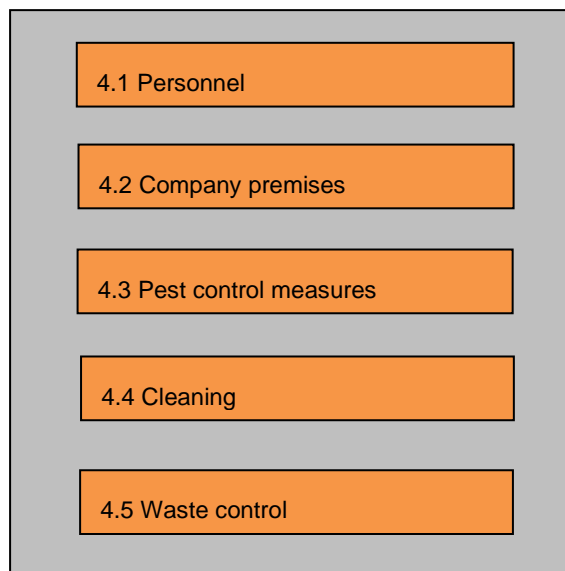 4.1 Personnel
4.2 Company premises
4.3 Pest control measures
4.4 Cleaning
4.5 Waste control